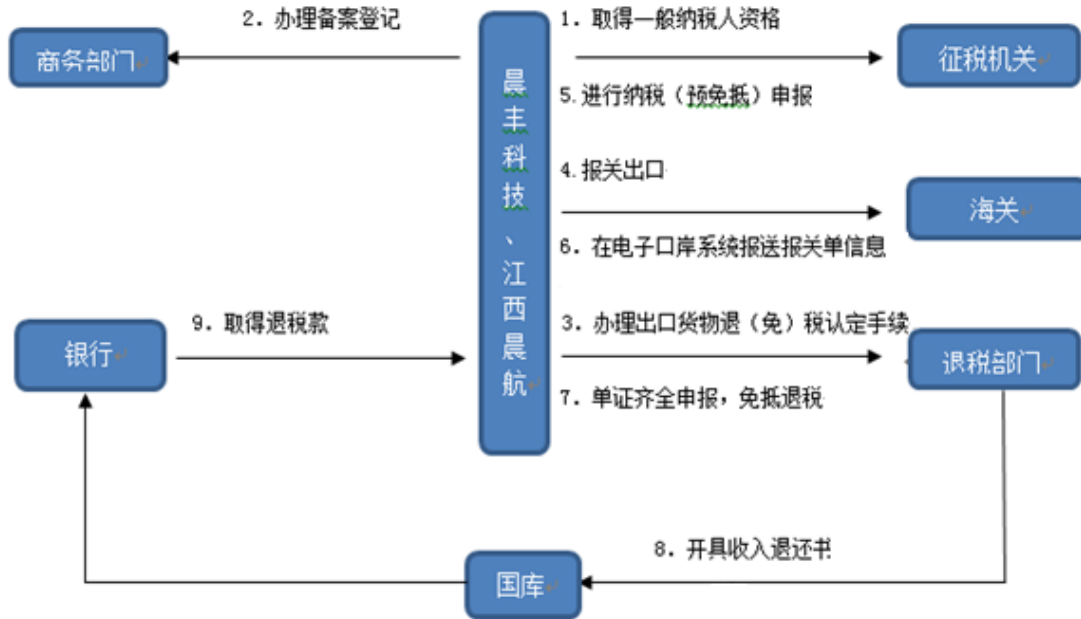 2. 办理备案登记
1. 取得一般纳税人资格
商务部门
征税机关
5.进行纳税（预免抵）申报
晨丰科技、江西晨航
4.报关出口
海关
6. 在电子口岸系统报送报关单信息
9. 取得退税款
3. 办理出口货物退（免）税认定手续
银行
退税部门
7. 单证齐全申报，免抵退税
8. 开具收入退还书
国库